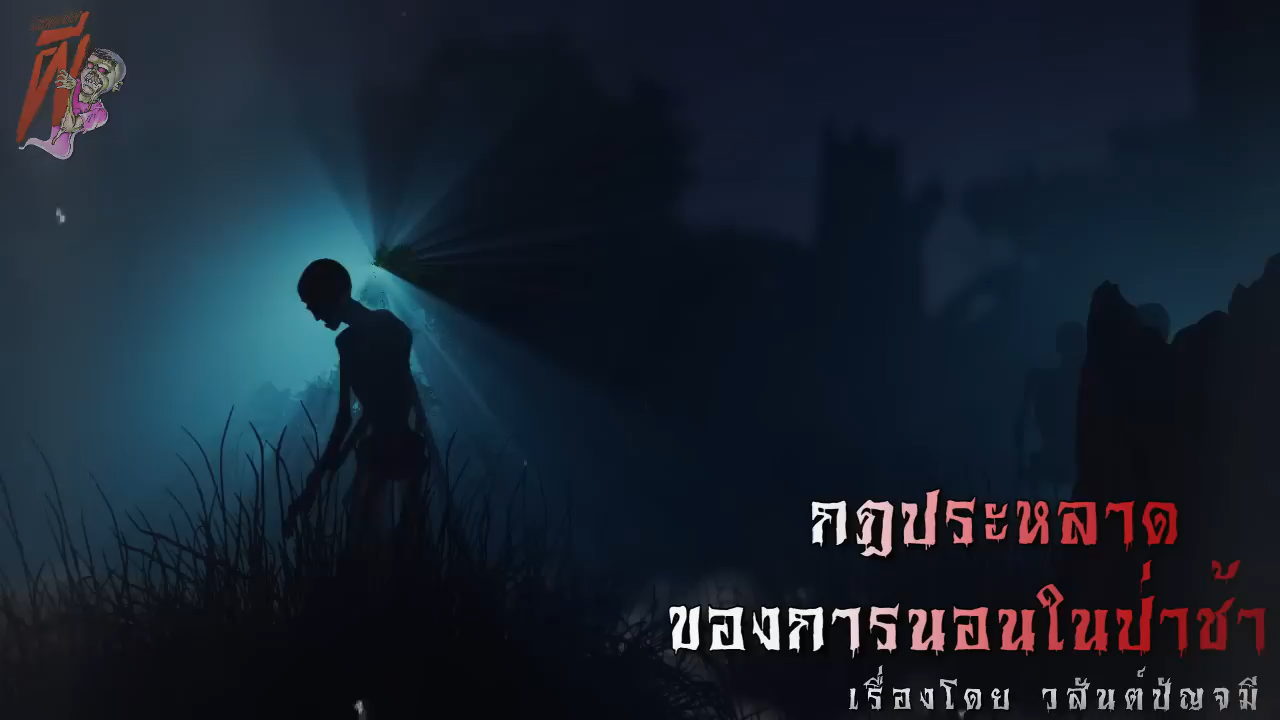 ผี
กฎประหลาด
ของการนอนในป่าช้า
เรื่องโดย วสันต์ปัญจมี